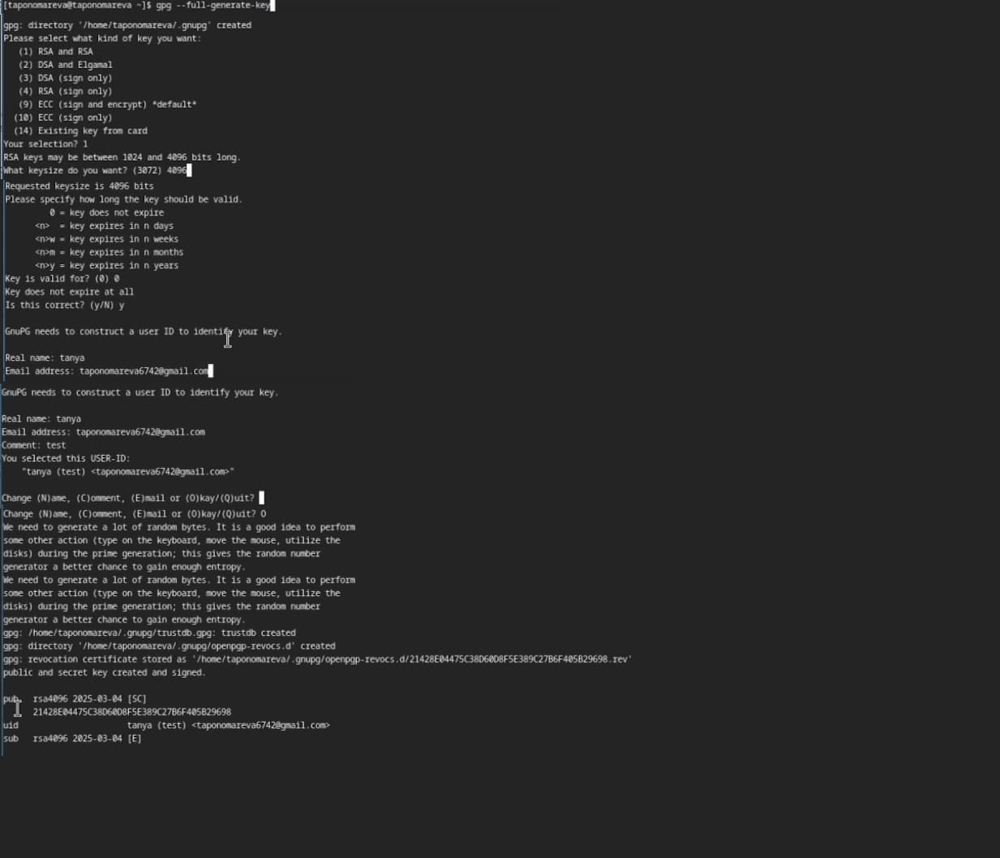 [taponomareva@taponomareva ~]$ gpg --full-generate-key
gpg: directory '/home/taponomareva/.gnupg' created
Please select what kind of key you want:
   (1) RSA and RSA
   (2) DSA and Elgamal
   (3) DSA (sign only)
   (4) RSA (sign only)
   (9) ECC (sign and encrypt) *default*
  (10) ECC (sign only)
  (14) Existing key from card
Your selection? 1
RSA keys may be between 1024 and 4096 bits long.
What keysize do you want? (3072) 4096
Requested keysize is 4096 bits
Please specify how long the key should be valid.
         0 = key does not expire
      <n>  = key expires in n days
      <n>w = key expires in n weeks
      <n>m = key expires in n months
      <n>y = key expires in n years
Key is valid for? (0) 0
Key does not expire at all
Is this correct? (y/N) y
GnuPG needs to construct a user ID to identify your key.
Real name: tanya
Email address: taponomareva6742@gmail.com
GnuPG needs to construct a user ID to identify your key.
Real name: tanya
Email address: taponomareva6742@gmail.com
Comment: test
You selected this USER-ID:
    "tanya (test) <taponomareva6742@gmail.com>"
Change (N)ame, (C)omment, (E)mail or (O)kay/(Q)uit?
Change (N)ame, (C)omment, (E)mail or (O)kay/(Q)uit? O
We need to generate a lot of random bytes. It is a good idea to perform
some other action (type on the keyboard, move the mouse, utilize the
disks) during the prime generation; this gives the random number
generator a better chance to gain enough entropy.
We need to generate a lot of random bytes. It is a good idea to perform
some other action (type on the keyboard, move the mouse, utilize the
disks) during the prime generation; this gives the random number
generator a better chance to gain enough entropy.
gpg: /home/taponomareva/.gnupg/trustdb.gpg: trustdb created
gpg: directory '/home/taponomareva/.gnupg/openpgp-revocs.d' created
gpg: revocation certificate stored as '/home/taponomareva/.gnupg/openpgp-revocs.d/21428E04475C38D60D8F5E389C27B6F405B29698.rev'
public and secret key created and signed.
pub   rsa4096 2025-03-04 [SC]
      21428E04475C38D60D8F5E389C27B6F405B29698
uid                      tanya (test) <taponomareva6742@gmail.com>
sub   rsa4096 2025-03-04 [E]